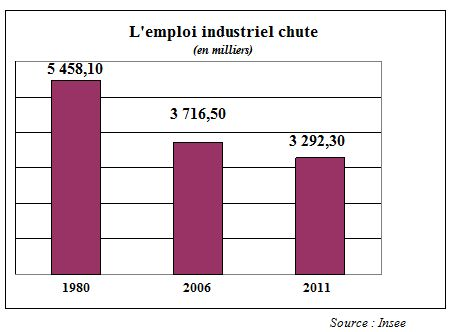 L'emploi industriel chute
(en milliers)
5 458,10
3 716,50
3 292,30
1980 2006 2011
Source : Insee